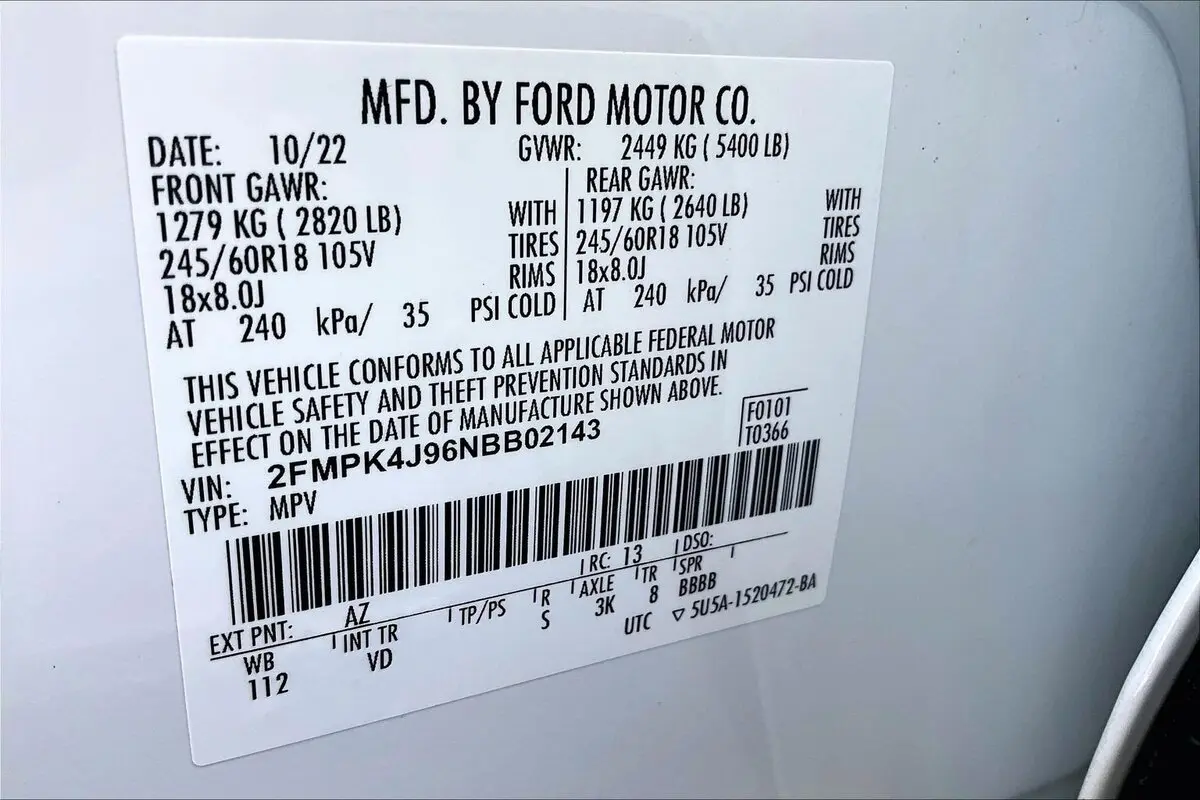 MFD. BY FORD MOTOR CO.
DATE: 10/22 GVWR: 2449 KG ( 5400 LB)
FRONT GAWR: REAR GAWR:
1279 KG ( 2820 LB) WITH 1197 KG ( 2640 LB) WITH
245/60R18 105V TIRES 245/60R18 105V TIRES
18x8.0J RIMS 18x8.0J RIMS
AT 240 kPa/ 35 PSI COLD AT 240 kPa/ 35 PSI COLD
THIS VEHICLE CONFORMS TO ALL APPLICABLE FEDERAL MOTOR
VEHICLE SAFETY AND THEFT PREVENTION STANDARDS IN
EFFECT ON THE DATE OF MANUFACTURE SHOWN ABOVE.
F0101
VIN: 2FMPK4J96NBB02143 T0366
TYPE: MPV
EXT PNT: AZ RC: 13 DSO:
WB INT TR TP/PS R AXLE TR SPR
112 VD S 3K 8 BBBB
UTC ▽ 5U5A-1520472-BA